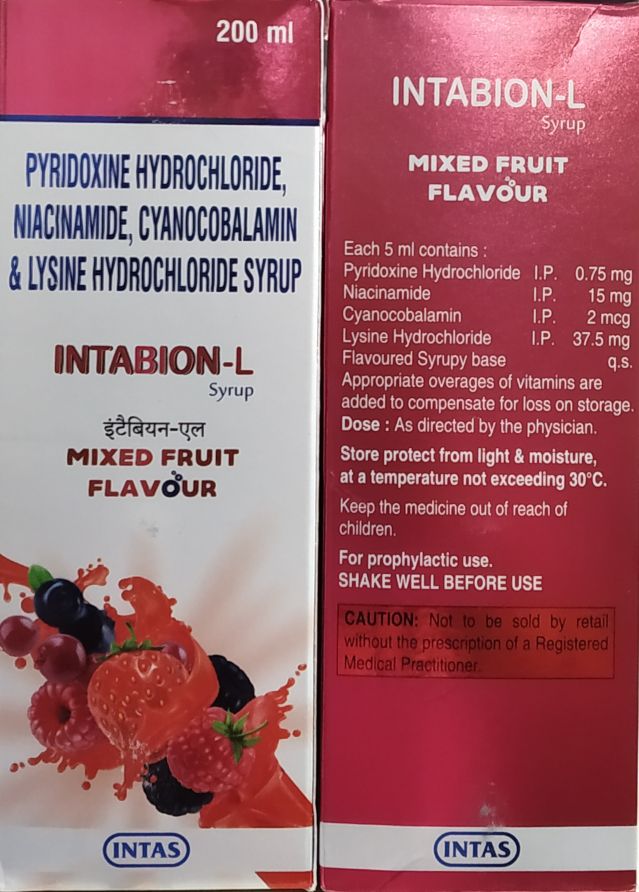 200 ml
PYRIDOXINE HYDROCHLORIDE,
NIACINAMIDE, CYANOCOBALAMIN
& LYSINE HYDROCHLORIDE SYRUP
INTABION-L
Syrup
इंटैबियन-एल
MIXED FRUIT
FLAVOUR
INTAS
INTABION-L
Syrup
MIXED FRUIT
FLAVOUR
Each 5 ml contains :
Pyridoxine Hydrochloride I.P. 0.75 mg
Niacinamide I.P. 15 mg
Cyanocobalamin I.P. 2 mcg
Lysine Hydrochloride I.P. 37.5 mg
Flavoured Syrupy base q.s.
Appropriate overages of vitamins are
added to compensate for loss on storage.
Dose : As directed by the physician.
Store protect from light & moisture,
at a temperature not exceeding 30°C.
Keep the medicine out of reach of
children.
For prophylactic use.
SHAKE WELL BEFORE USE
CAUTION: Not to be sold by retail
without the prescription of a Registered
Medical Practitioner.
INTAS